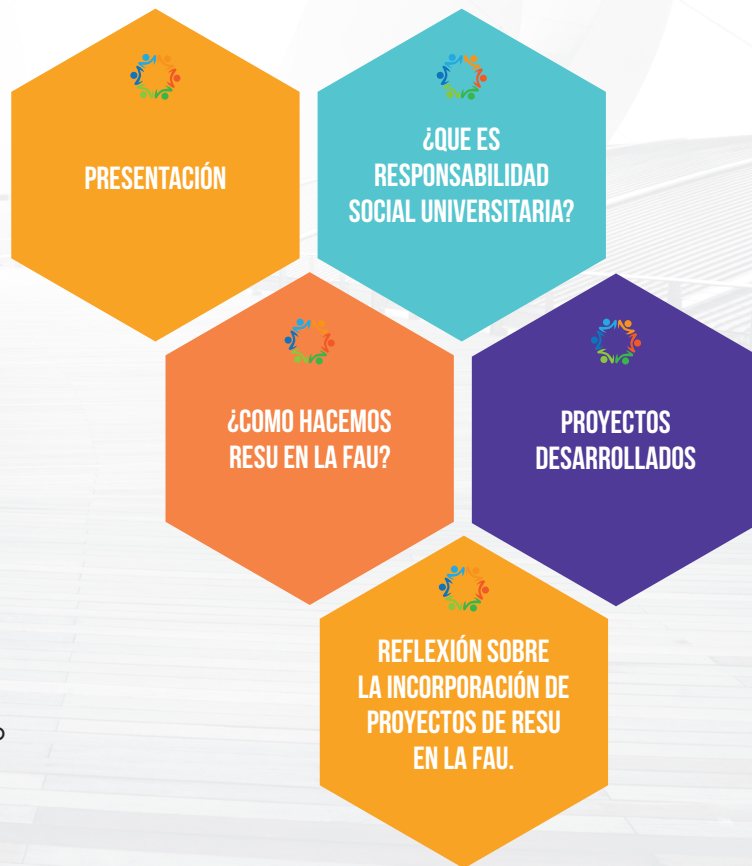 PRESENTACIÓN
¿QUE ES
RESPONSABILIDAD
SOCIAL UNIVERSITARIA?
¿COMO HACEMOS
RESU EN LA FAU?
PROYECTOS
DESARROLLADOS
REFLEXIÓN SOBRE
LA INCORPORACIÓN DE
PROYECTOS DE RESU
EN LA FAU.